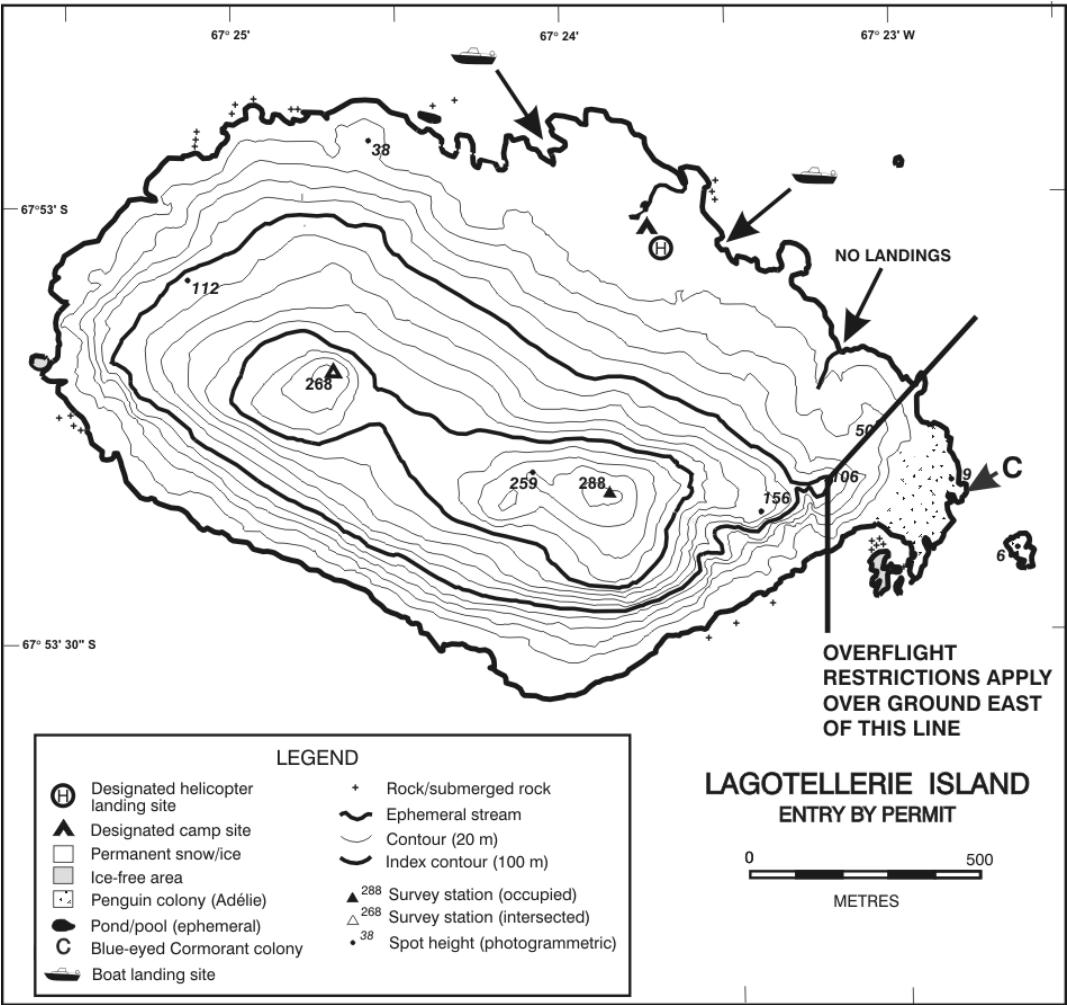 67° 25'
67° 24'
67° 23' W
38
67°53' S
H
NO LANDINGS
112
268
50
259
288
156
106
9
C
6
67° 53' 30" S
OVERFLIGHT
RESTRICTIONS APPLY
OVER GROUND EAST
OF THIS LINE
LEGEND
H Designated helicopter
landing site
Designated camp site
Permanent snow/ice
Ice-free area
Penguin colony (Adélie)
Pond/pool (ephemeral)
C Blue-eyed Cormorant colony
Boat landing site
Rock/submerged rock
Ephemeral stream
Contour (20 m)
Index contour (100 m)
288 Survey station (occupied)
268 Survey station (intersected)
38 Spot height (photogrammetric)
LAGOTELLERIE ISLAND
ENTRY BY PERMIT
0 500
METRES